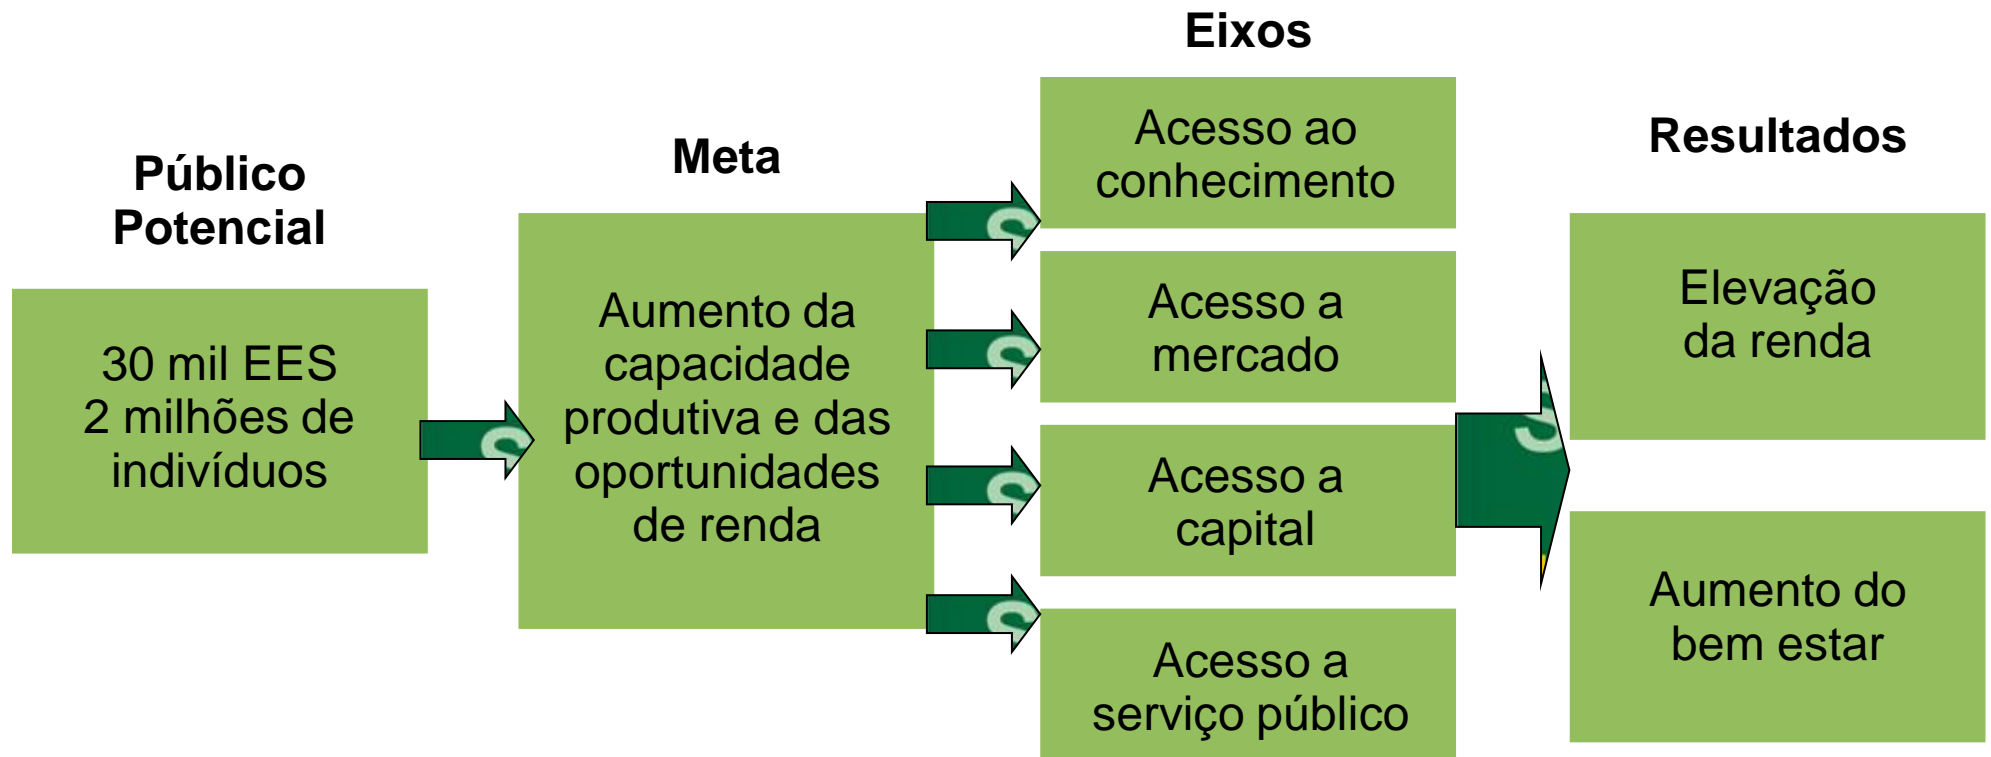 Público
Potencial
30 mil EES
2 milhões de
indivíduos
Meta
Aumento da
capacidade
produtiva e das
oportunidades
de renda
Eixos
Acesso ao
conhecimento
Acesso a
mercado
Acesso a
capital
Acesso a
serviço público
Resultados
Elevação
da renda
Aumento do
bem estar